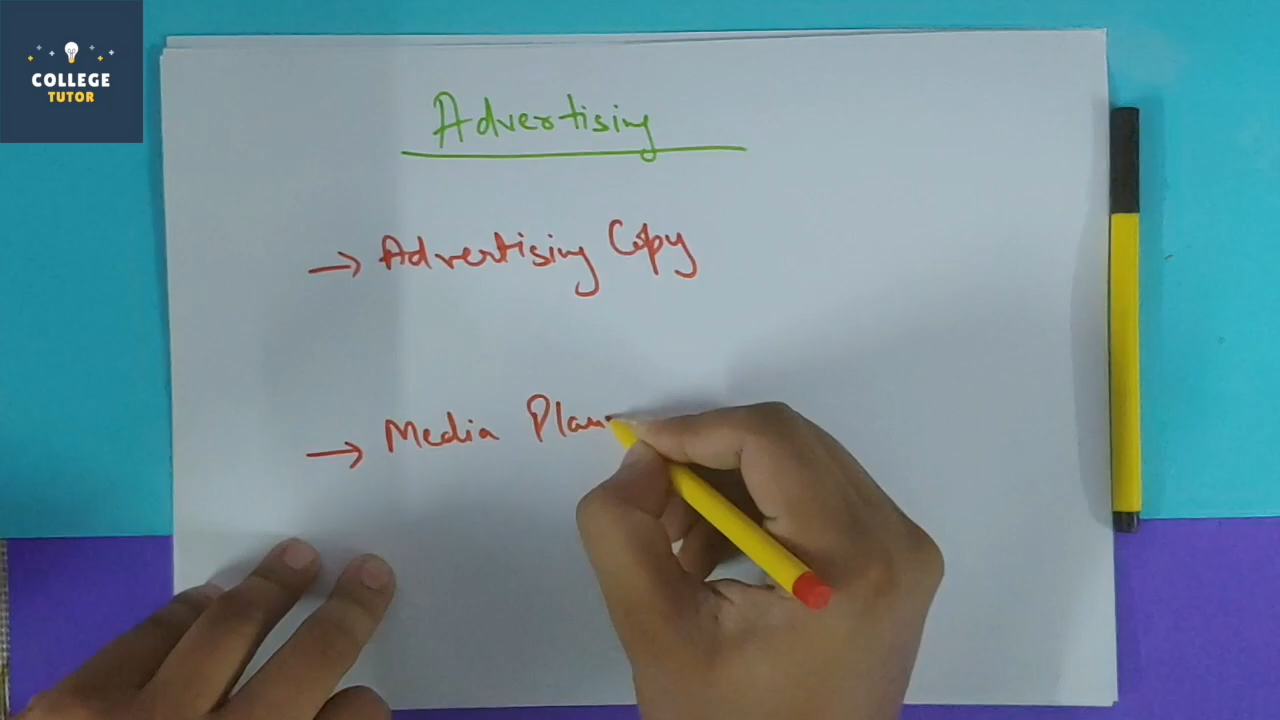 COLLEGE
TUTOR
Advertising
→ Advertising Copy
→ Media Plan